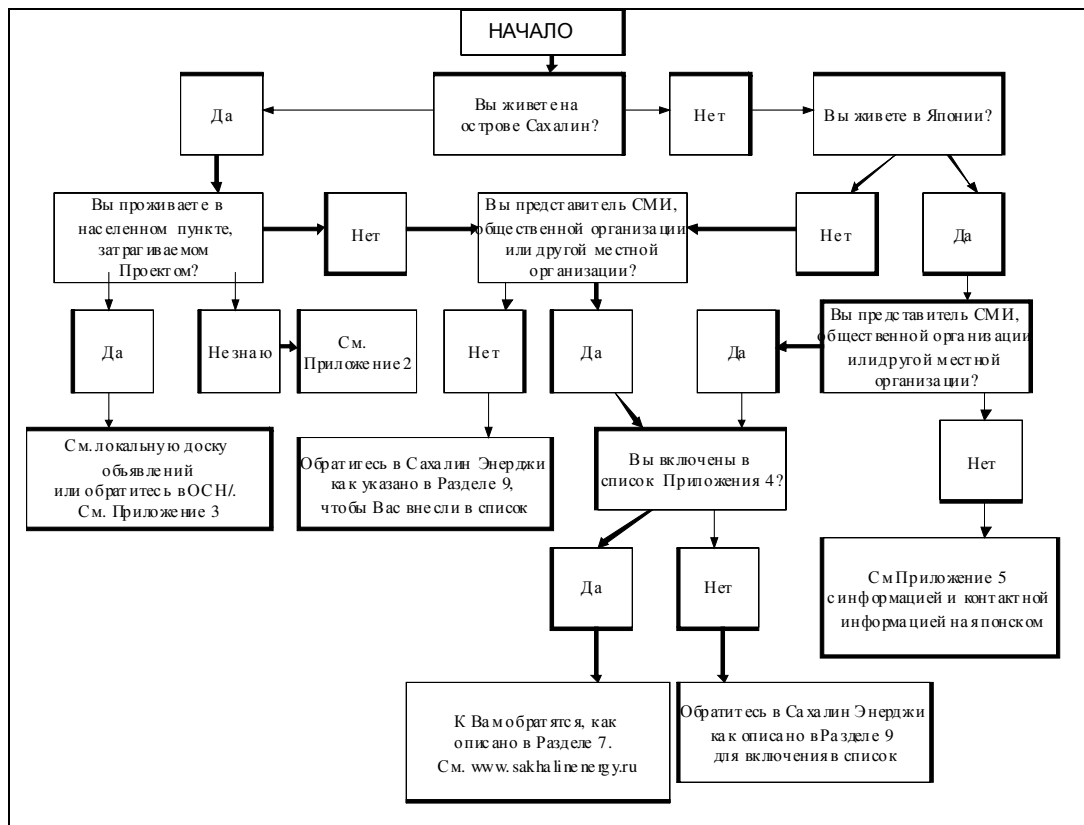 НАЧАЛО
Да
Вы живете на
острове Сахалин?
Нет
Вы живете в Японии?
Вы проживаете в
населенном пункте,
затрагиваемом
Проектом?
Нет
Вы представитель СМИ,
общественной организации
или другой местной
организации?
Нет
Да
Да
Не знаю
См.
Приложение 2
Нет
Да
Да
Вы представитель СМИ,
общественной организации
или другой местной
организации?
См. локальную доску
объявлений
или обратитесь в ОСН/.
См. Приложение 3
Обратитесь в Сахалин Энерджи
как указано в Разделе 9,
чтобы Вас внесли в список
Вы включены в
список Приложения 4?
Нет
Да
Нет
См Приложение 5
с информацией и контактной
информацией на японском
К Вам обратятся, как
описано в Разделе 7.
См. www.sakhalinenergy.ru
Обратитесь в Сахалин Энерджи
как описано в Разделе 9
для включения в список